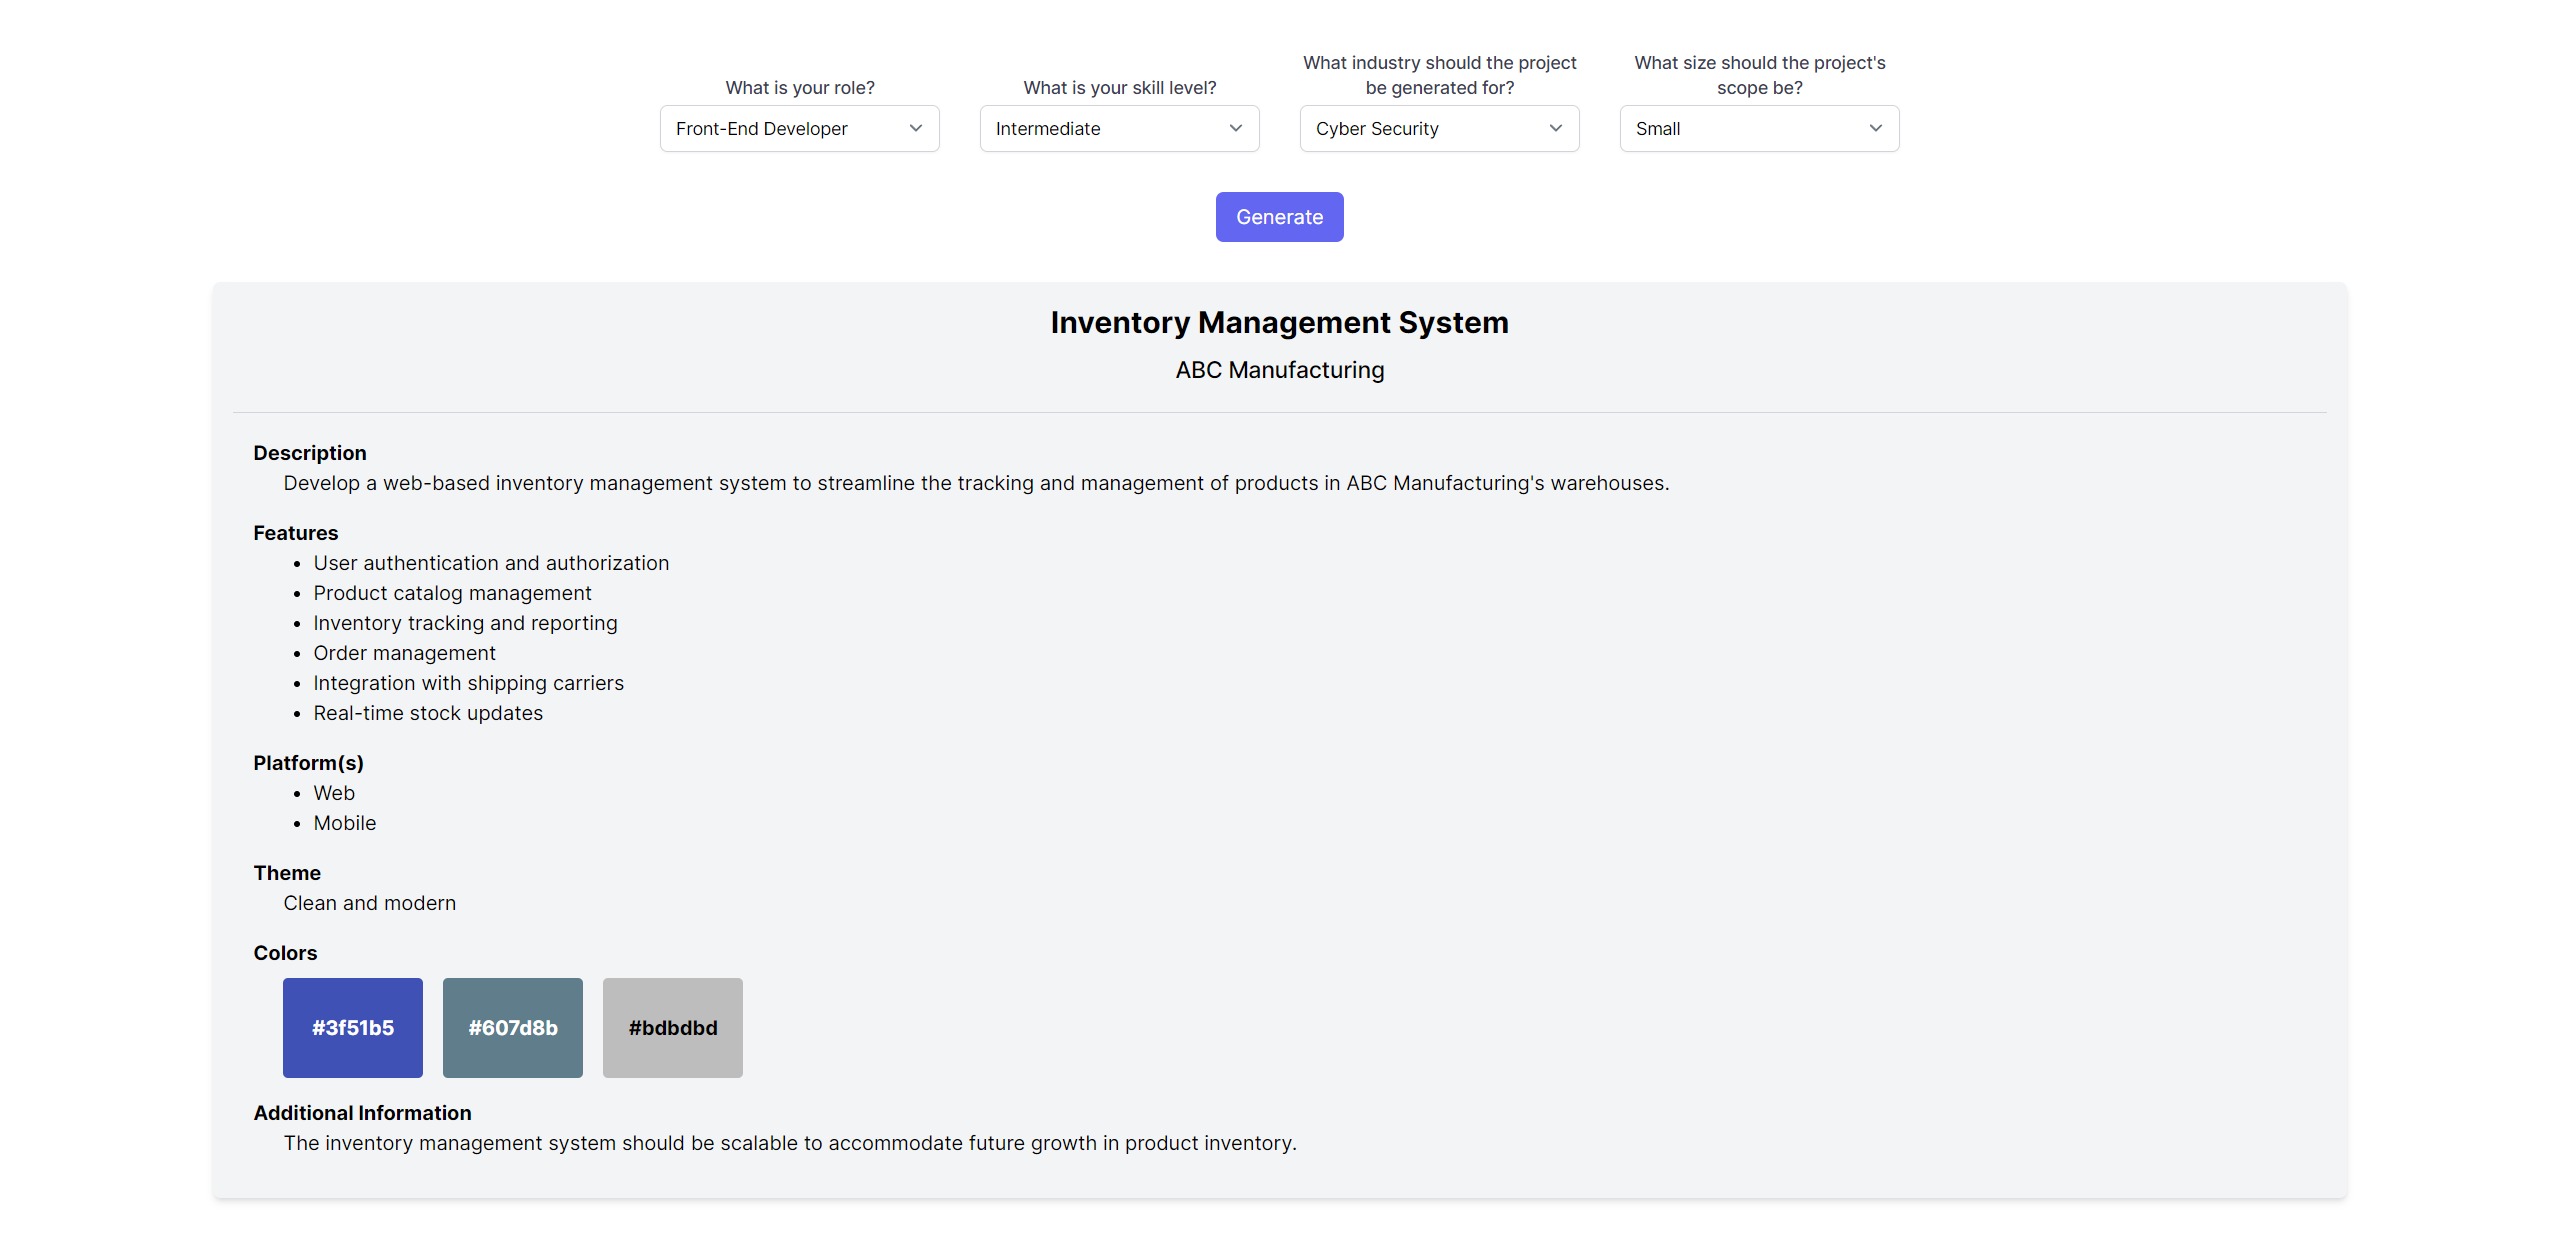 What is your role?
Front-End Developer
What is your skill level?
Intermediate
What industry should the project
be generated for?
Cyber Security
What size should the project's
scope be?
Small
Generate
Inventory Management System
ABC Manufacturing
Description
Develop a web-based inventory management system to streamline the tracking and management of products in ABC Manufacturing's warehouses.
Features
• User authentication and authorization
• Product catalog management
• Inventory tracking and reporting
• Order management
• Integration with shipping carriers
• Real-time stock updates
Platform(s)
• Web
• Mobile
Theme
Clean and modern
Colors
#3f51b5 #607d8b #bdbdbd
Additional Information
The inventory management system should be scalable to accommodate future growth in product inventory.